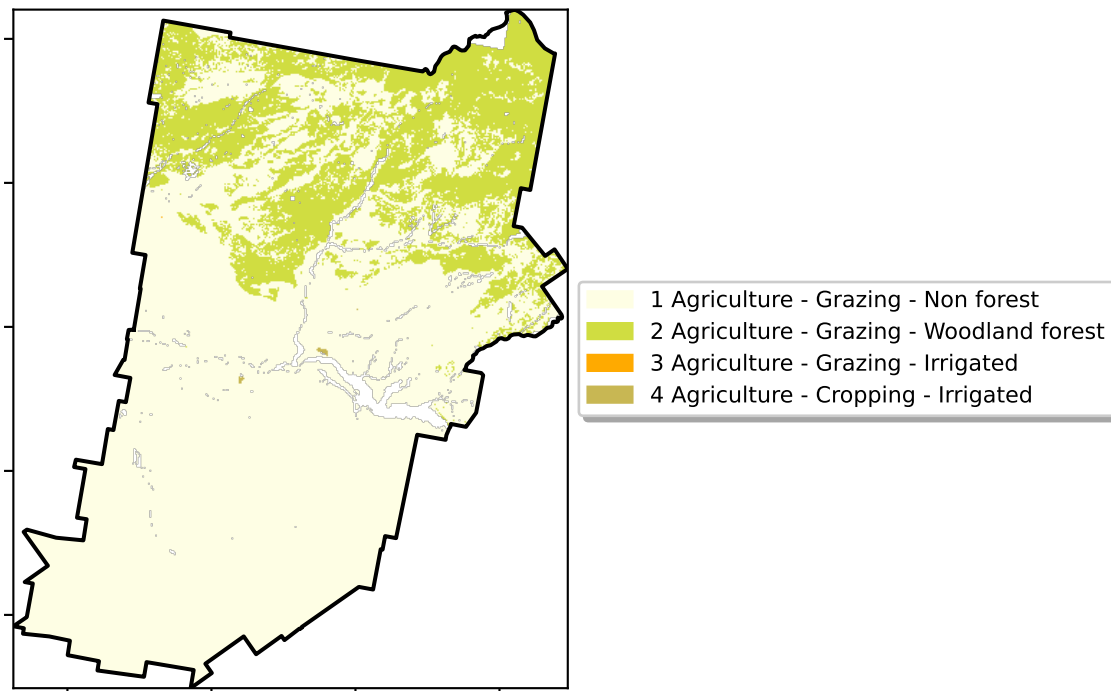 1 Agriculture - Grazing - Non forest
2 Agriculture - Grazing - Woodland forest
3 Agriculture - Grazing - Irrigated
4 Agriculture - Cropping - Irrigated